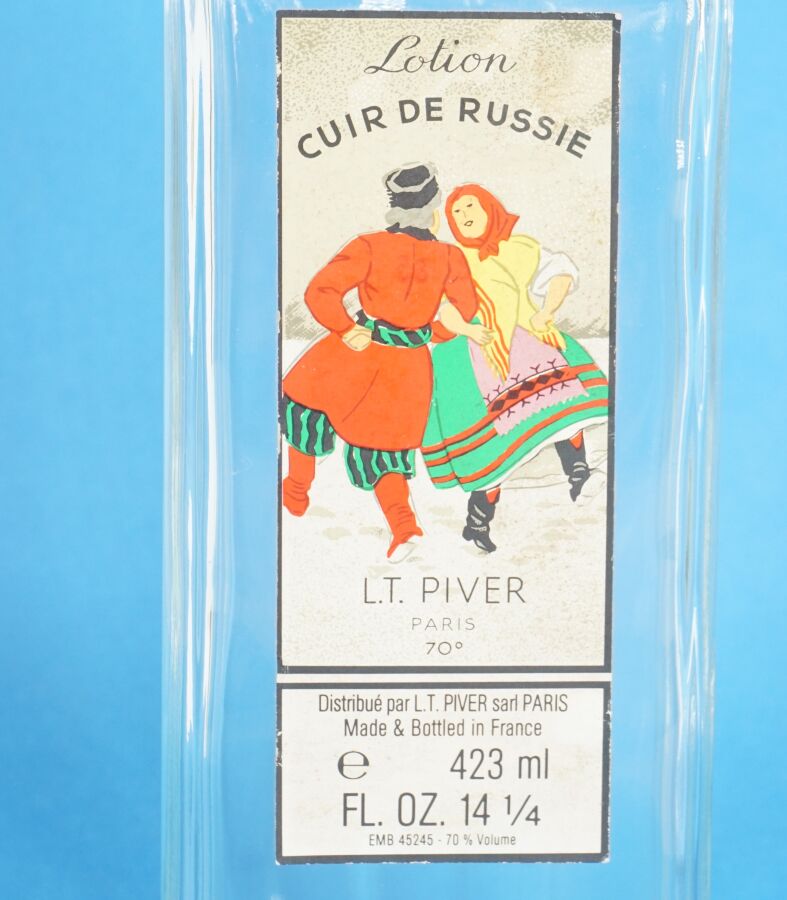 Lotion
CUIR DE RUSSIE
L.T. PIVER
PARIS
70°
Distribué par L.T. PIVER sarl PARIS
Made & Bottled in France
℮ 423 ml
FL. OZ. 14 1/4
EMB 45245 - 70 % Volume